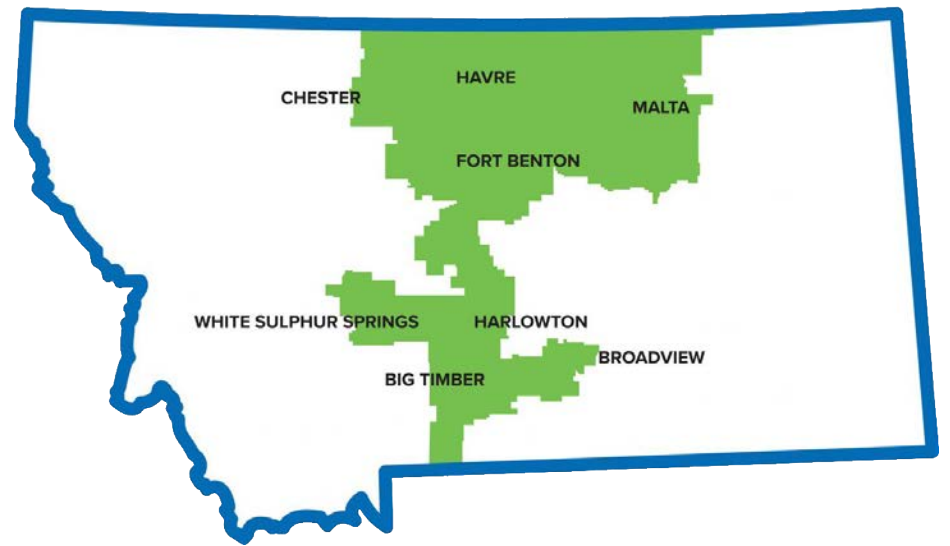 HAVRE
CHESTER
MALTA
FORT BENTON
WHITE SULPHUR SPRINGS
HARLOWTON
BROADVIEW
BIG TIMBER